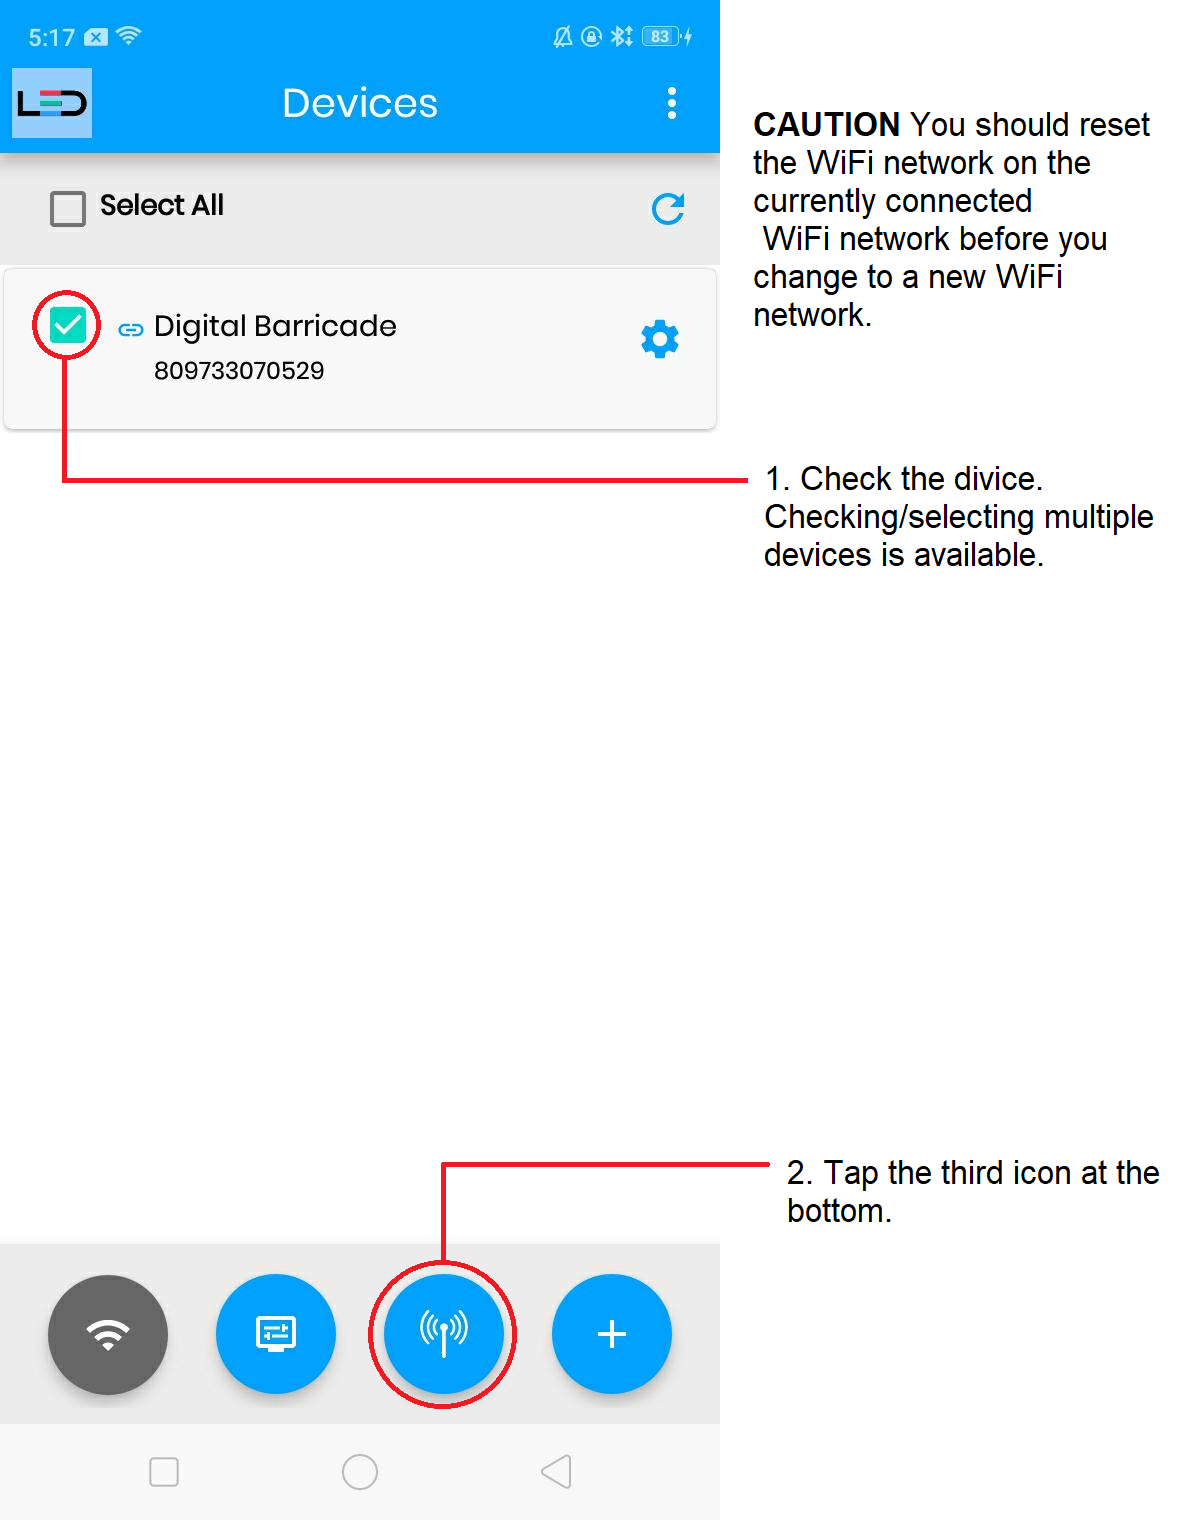 5:17
83
LED
Devices
CAUTION You should reset
the WiFi network on the
currently connected
WiFi network before you
change to a new WiFi
network.
Select All
Digital Barricade
809733070529
1. Check the divice.
Checking/selecting multiple
devices is available.
2. Tap the third icon at the
bottom.